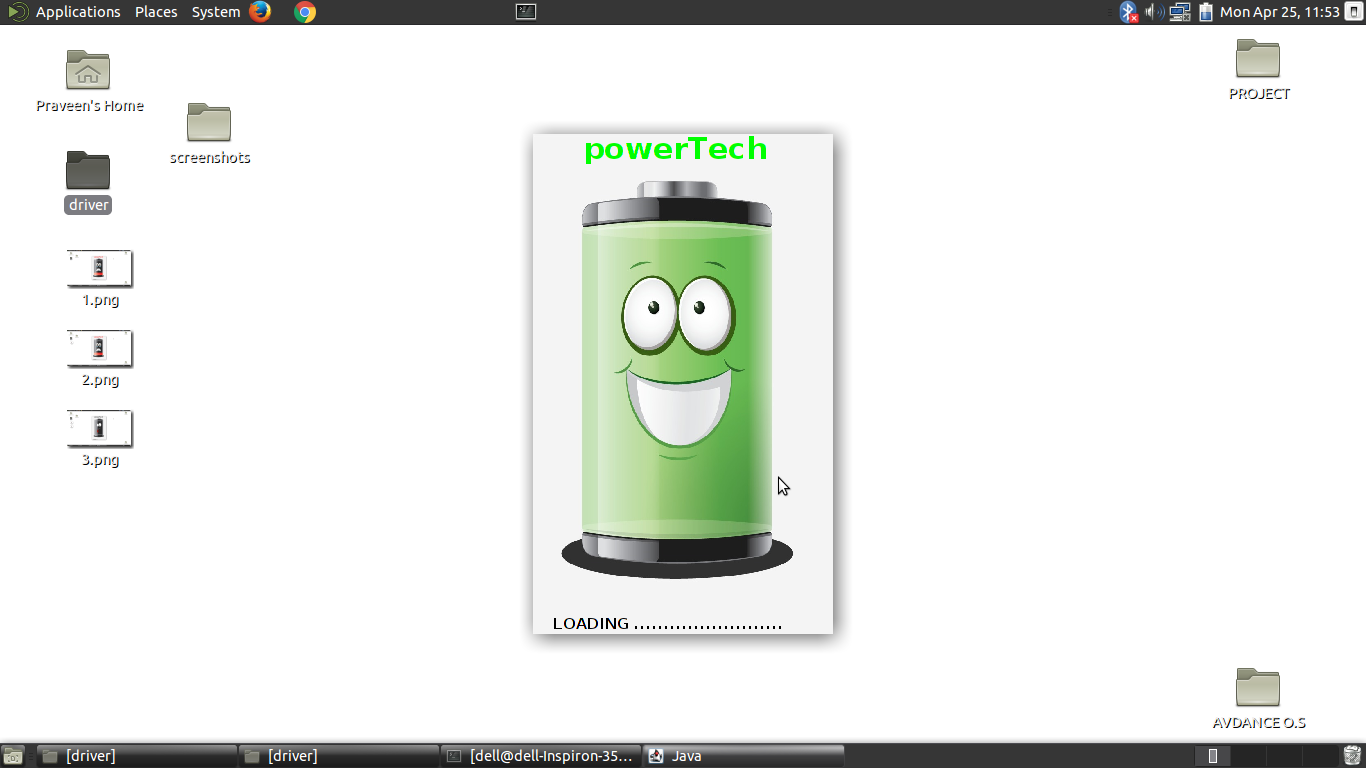 Applications Places System Mon Apr 25, 11:53
Praveen's Home
screenshots
driver
1.png
2.png
3.png
powerTech
LOADING .........................
PROJECT
AVDANCE O.S
[driver] [driver] [dell@dell-Inspiron-35... Java